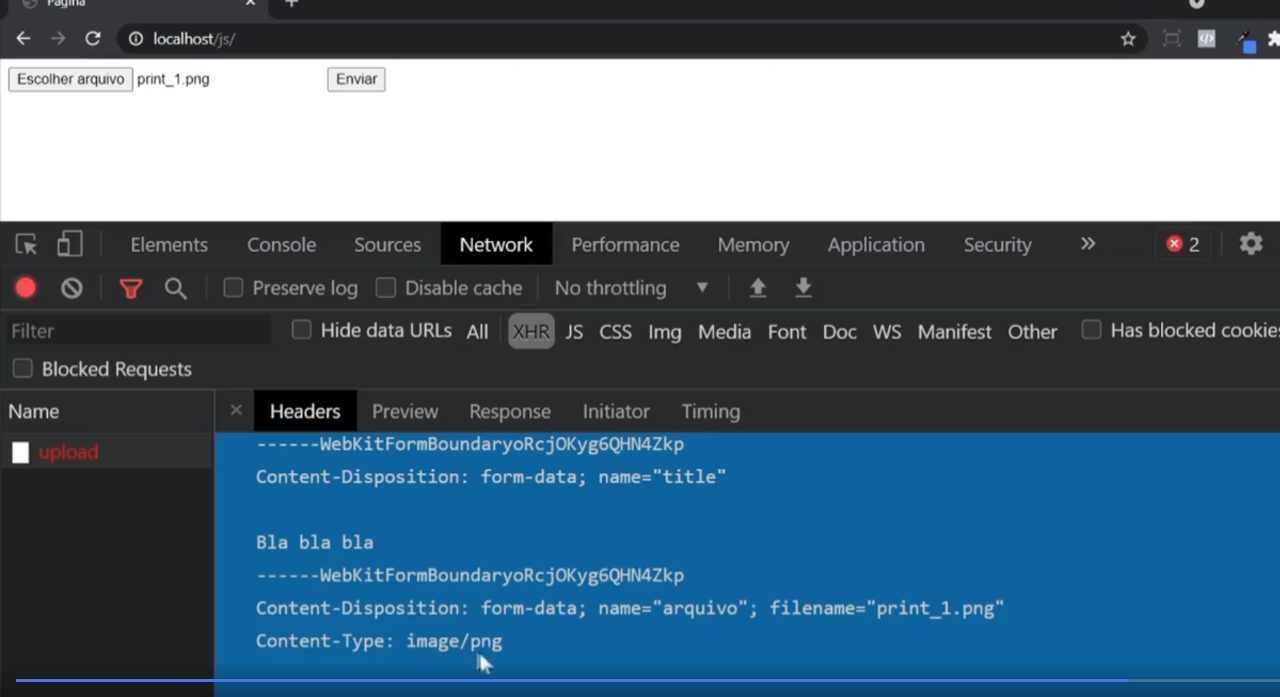 Pagina
localhost/js/
Escolher arquivo print_1.png Enviar
Elements Console Sources Network Performance Memory Application Security » 2
Preserve log Disable cache No throttling
Filter Hide data URLs All XHR JS CSS Img Media Font Doc WS Manifest Other Has blocked cookies
Blocked Requests
Name × Headers Preview Response Initiator Timing
upload
------WebKitFormBoundaryoRcjOKyg6QHN4Zkp
Content-Disposition: form-data; name="title"
Bla bla bla
------WebKitFormBoundaryoRcjOKyg6QHN4Zkp
Content-Disposition: form-data; name="arquivo"; filename="print_1.png"
Content-Type: image/png